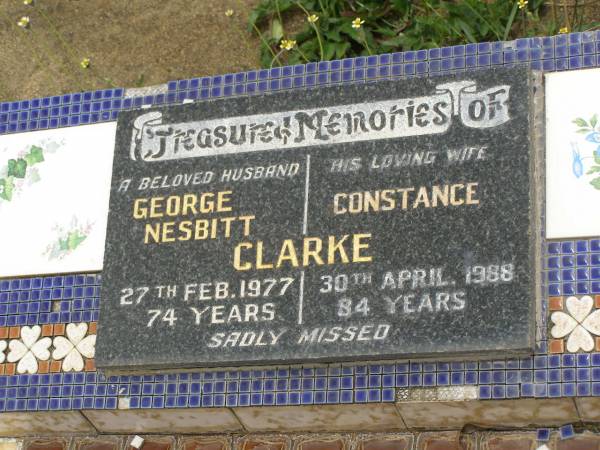 Treasured Memories Of
A BELOVED HUSBAND
GEORGE
NESBITT
HIS LOVING WIFE
CONSTANCE
CLARKE
27TH FEB. 1977
74 YEARS
30TH APRIL. 1988
84 YEARS
SADLY MISSED